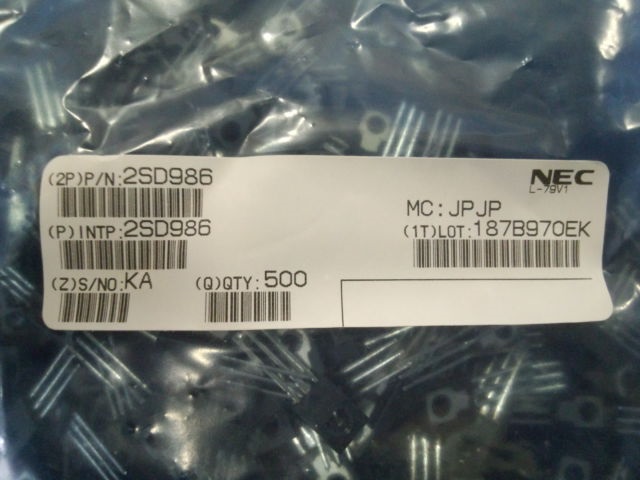 (2P)P/N:2SD986
NEC
L-79V1
MC:JPJP
(P)INTP:2SD986
(1T)LOT:187B970EK
(Z)S/NO:KA
(Q)QTY:500